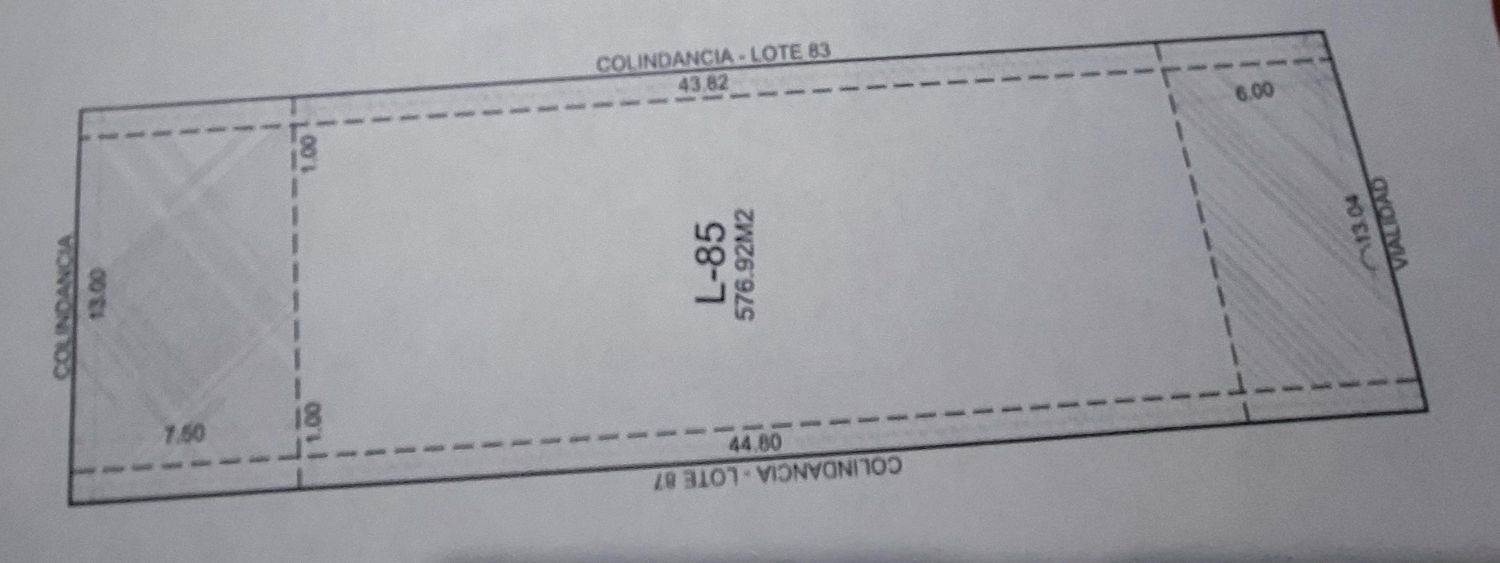 COLINDANCIA - LOTE 83
43.82
6.00
1.00
COLINDANCIA
13.00
L-85
576.92M2
13.04
VIALIDAD
7.50
1.00
44.80
COLINDANCIA - LOTE 87